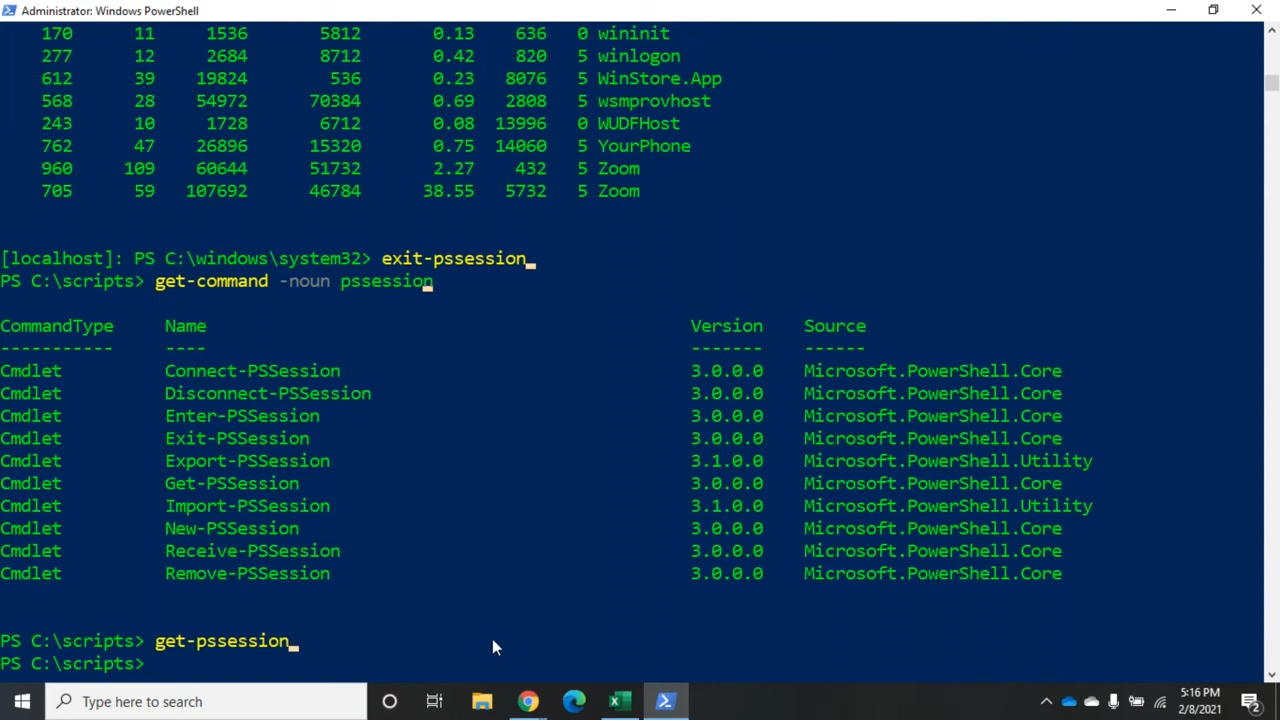 Administrator: Windows PowerShell
170 11 1536 5812 0.13 636 0 wininit
277 12 2684 8712 0.42 820 5 winlogon
612 39 19824 536 0.23 8076 5 WinStore.App
568 28 54972 70384 0.69 2808 5 wsmprovhost
243 10 1728 6712 0.08 13996 0 WUDFHost
762 47 26896 15320 0.75 14060 5 YourPhone
960 109 60644 51732 2.27 432 5 Zoom
705 59 107692 46784 38.55 5732 5 Zoom
[localhost]: PS C:\windows\system32> exit-pssession
PS C:\scripts> get-command -noun pssession
CommandType Name Version Source
----------- ---- ------- ------
Cmdlet Connect-PSSession 3.0.0.0 Microsoft.PowerShell.Core
Cmdlet Disconnect-PSSession 3.0.0.0 Microsoft.PowerShell.Core
Cmdlet Enter-PSSession 3.0.0.0 Microsoft.PowerShell.Core
Cmdlet Exit-PSSession 3.0.0.0 Microsoft.PowerShell.Core
Cmdlet Export-PSSession 3.1.0.0 Microsoft.PowerShell.Utility
Cmdlet Get-PSSession 3.0.0.0 Microsoft.PowerShell.Core
Cmdlet Import-PSSession 3.1.0.0 Microsoft.PowerShell.Utility
Cmdlet New-PSSession 3.0.0.0 Microsoft.PowerShell.Core
Cmdlet Receive-PSSession 3.0.0.0 Microsoft.PowerShell.Core
Cmdlet Remove-PSSession 3.0.0.0 Microsoft.PowerShell.Core
PS C:\scripts> get-pssession
PS C:\scripts>
Type here to search
5:16 PM
2/8/2021
2